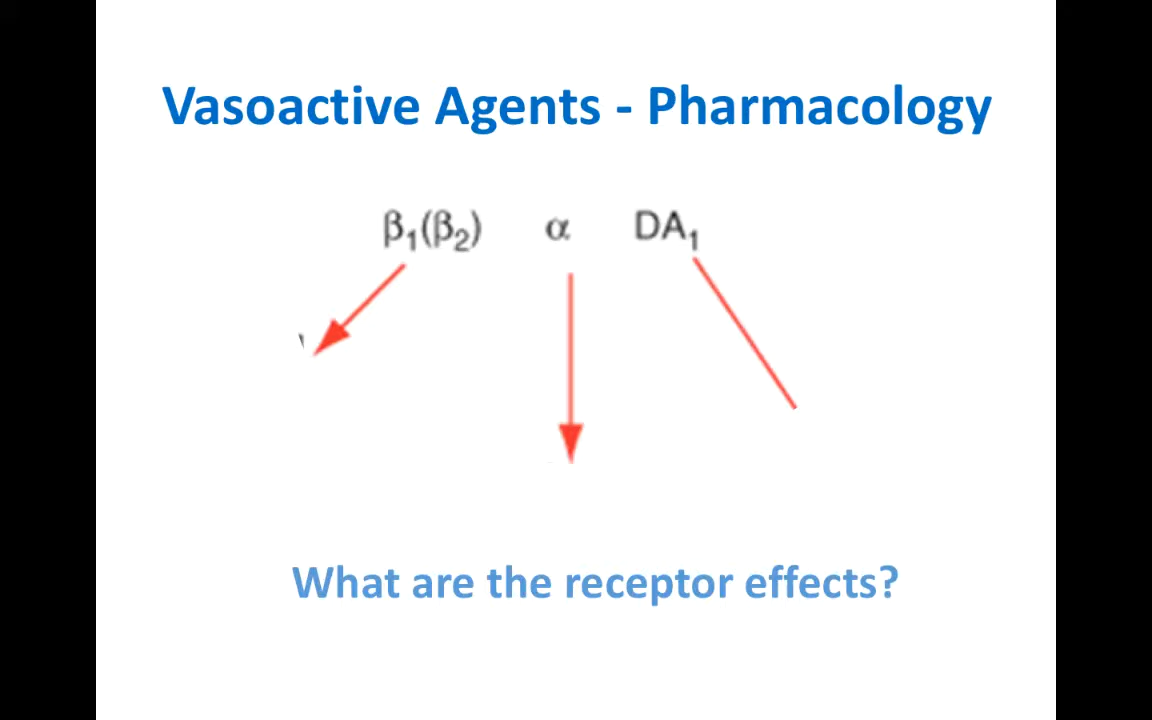 Vasoactive Agents - Pharmacology
β₁(β₂) α DA₁
What are the receptor effects?